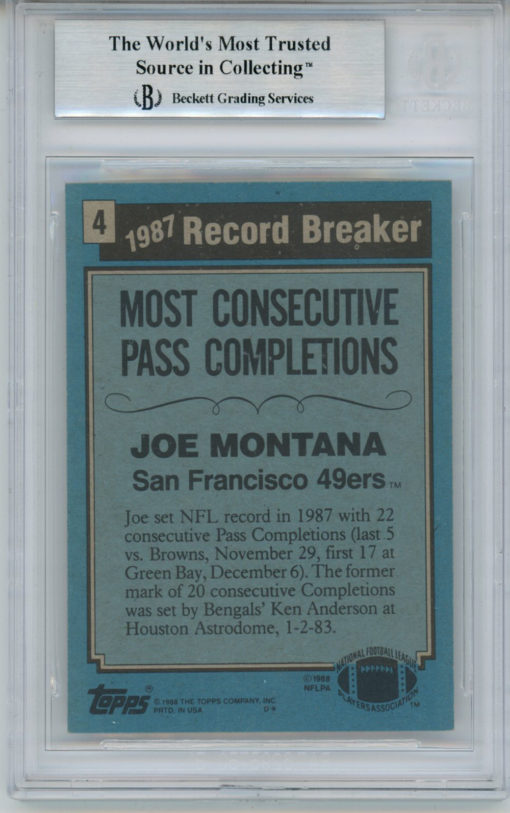 The World's Most Trusted
Source in Collecting™
B Beckett Grading Services
4
1987 Record Breaker
MOST CONSECUTIVE
PASS COMPLETIONS
JOE MONTANA
San Francisco 49ers™
Joe set NFL record in 1987 with 22
consecutive Pass Completions (last 5
vs. Browns, November 29, first 17 at
Green Bay, December 6). The former
mark of 20 consecutive Completions
was set by Bengals' Ken Anderson at
Houston Astrodome, 1-2-83.
topps®
© 1988 THE TOPPS COMPANY, INC.
PRTD. IN USA
D*
©1988
NFLPA
NATIONAL FOOTBALL LEAGUE
PLAYERS ASSOCIATION
™